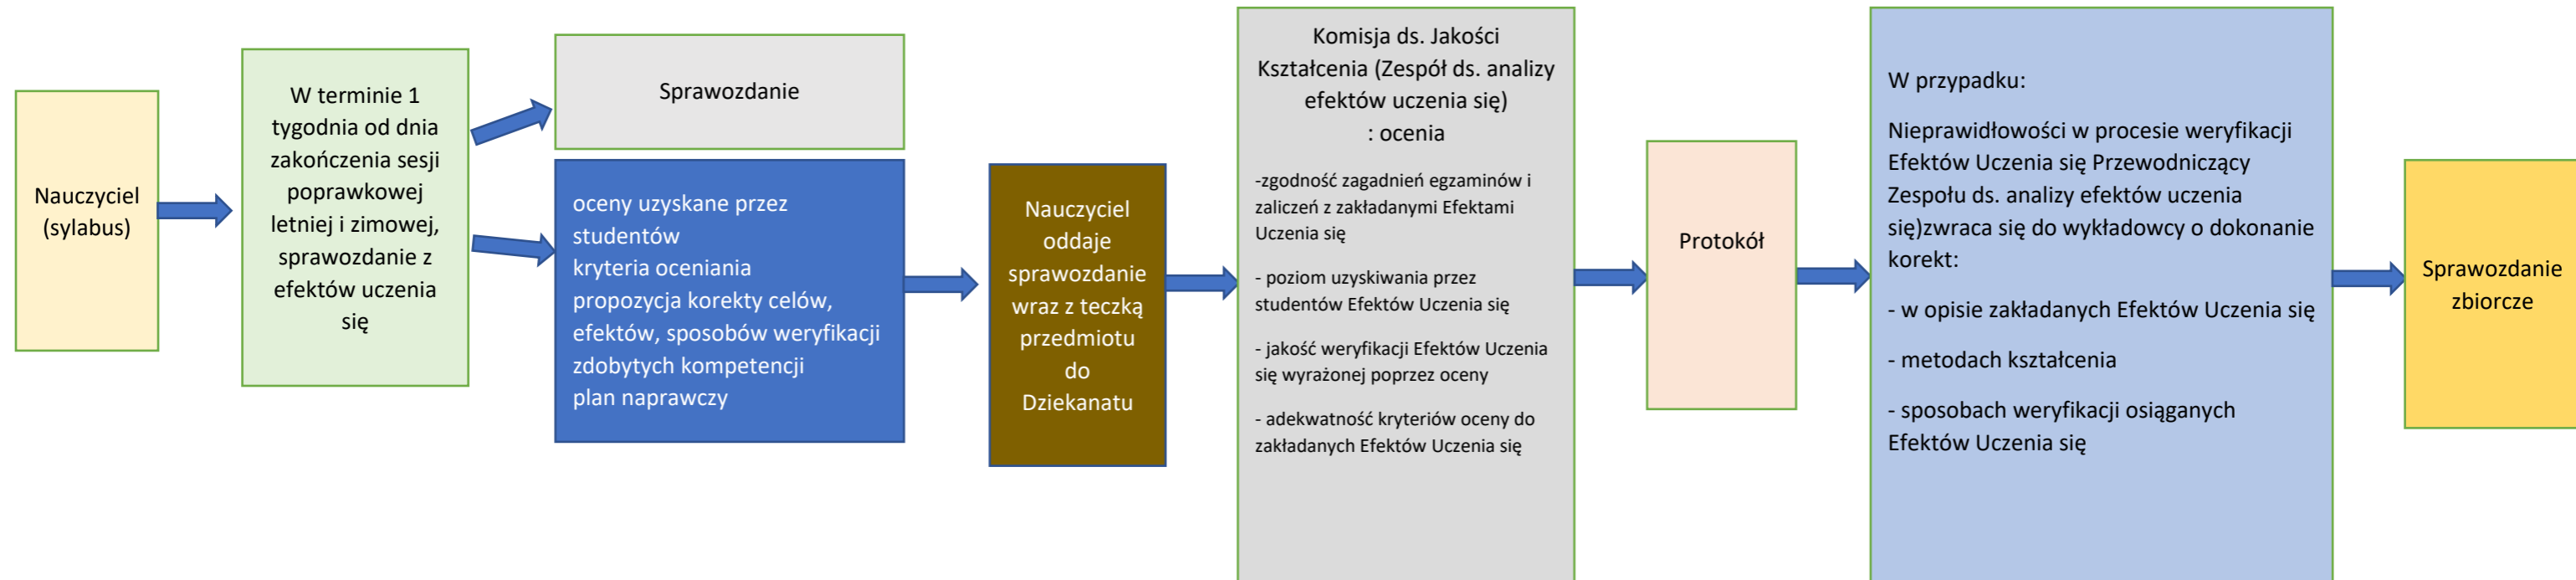 Nauczyciel
(sylabus)
W terminie 1
tygodnia od dnia
zakończenia sesji
poprawkowej
letniej i zimowej,
sprawozdanie z
efektów uczenia
się
Sprawozdanie
oceny uzyskane przez
studentów
kryteria oceniania
propozycja korekty celów,
efektów, sposobów weryfikacji
zdobytych kompetencji
plan naprawczy
Nauczyciel
oddaje
sprawozdanie
wraz z teczką
przedmiotu
do
Dziekanatu
Komisja ds. Jakości
Kształcenia (Zespół ds. analizy
efektów uczenia się)
: ocenia
-zgodność zagadnień egzaminów i
zaliczeń z zakładanymi Efektami
Uczenia się
- poziom uzyskiwania przez
studentów Efektów Uczenia się
- jakość weryfikacji Efektów Uczenia
się wyrażonej poprzez oceny
- adekwatność kryteriów oceny do
zakładanych Efektów Uczenia się
Protokół
W przypadku:
Nieprawidłowości w procesie weryfikacji
Efektów Uczenia się Przewodniczący
Zespołu ds. analizy efektów uczenia
się)zwraca się do wykładowcy o dokonanie
korekt:
- w opisie zakładanych Efektów Uczenia się
- metodach kształcenia
- sposobach weryfikacji osiąganych
Efektów Uczenia się
Sprawozdanie
zbiorcze